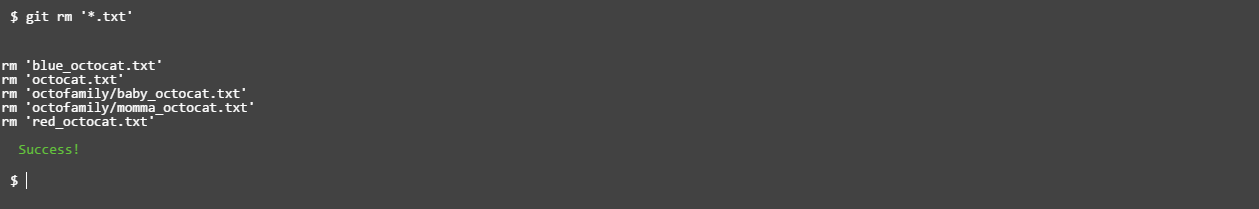 $ git rm '*.txt'
rm 'blue_octocat.txt'
rm 'octocat.txt'
rm 'octofamily/baby_octocat.txt'
rm 'octofamily/momma_octocat.txt'
rm 'red_octocat.txt'
Success!
$